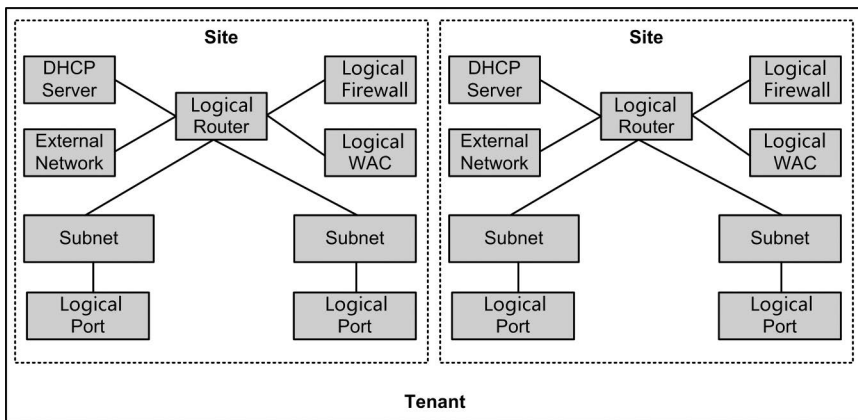 Site
DHCP
Server
Logical
Firewall
Logical
Router
External
Network
Logical
WAC
Subnet
Subnet
Logical
Port
Logical
Port
Site
DHCP
Server
Logical
Firewall
Logical
Router
External
Network
Logical
WAC
Subnet
Subnet
Logical
Port
Logical
Port
Tenant